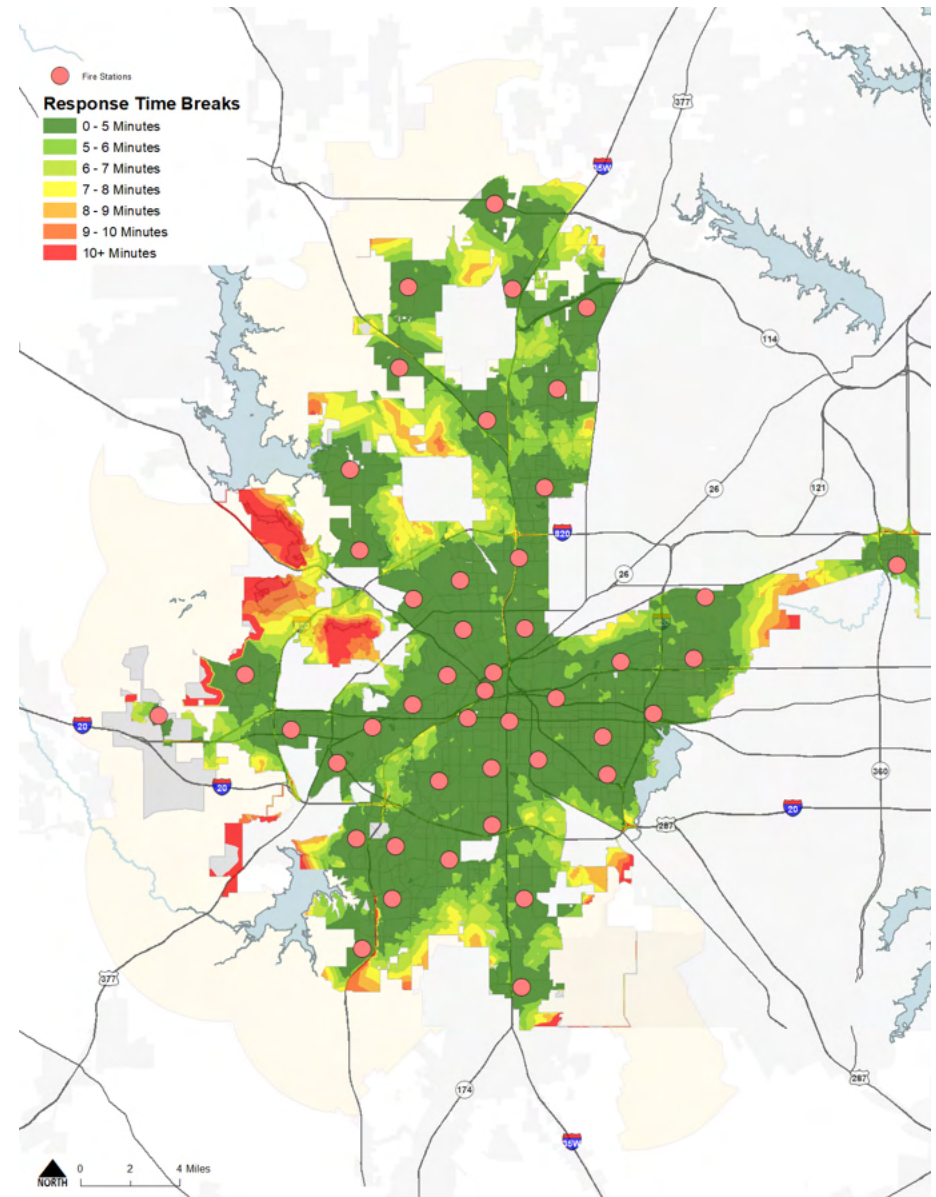 Fire Stations
Response Time Breaks
0 - 5 Minutes
5 - 6 Minutes
6 - 7 Minutes
7 - 8 Minutes
8 - 9 Minutes
9 - 10 Minutes
10+ Minutes
377
35W
114
26
121
820
26
20
20
360
20
287
377
174
287
35W
NORTH
0 2 4 Miles